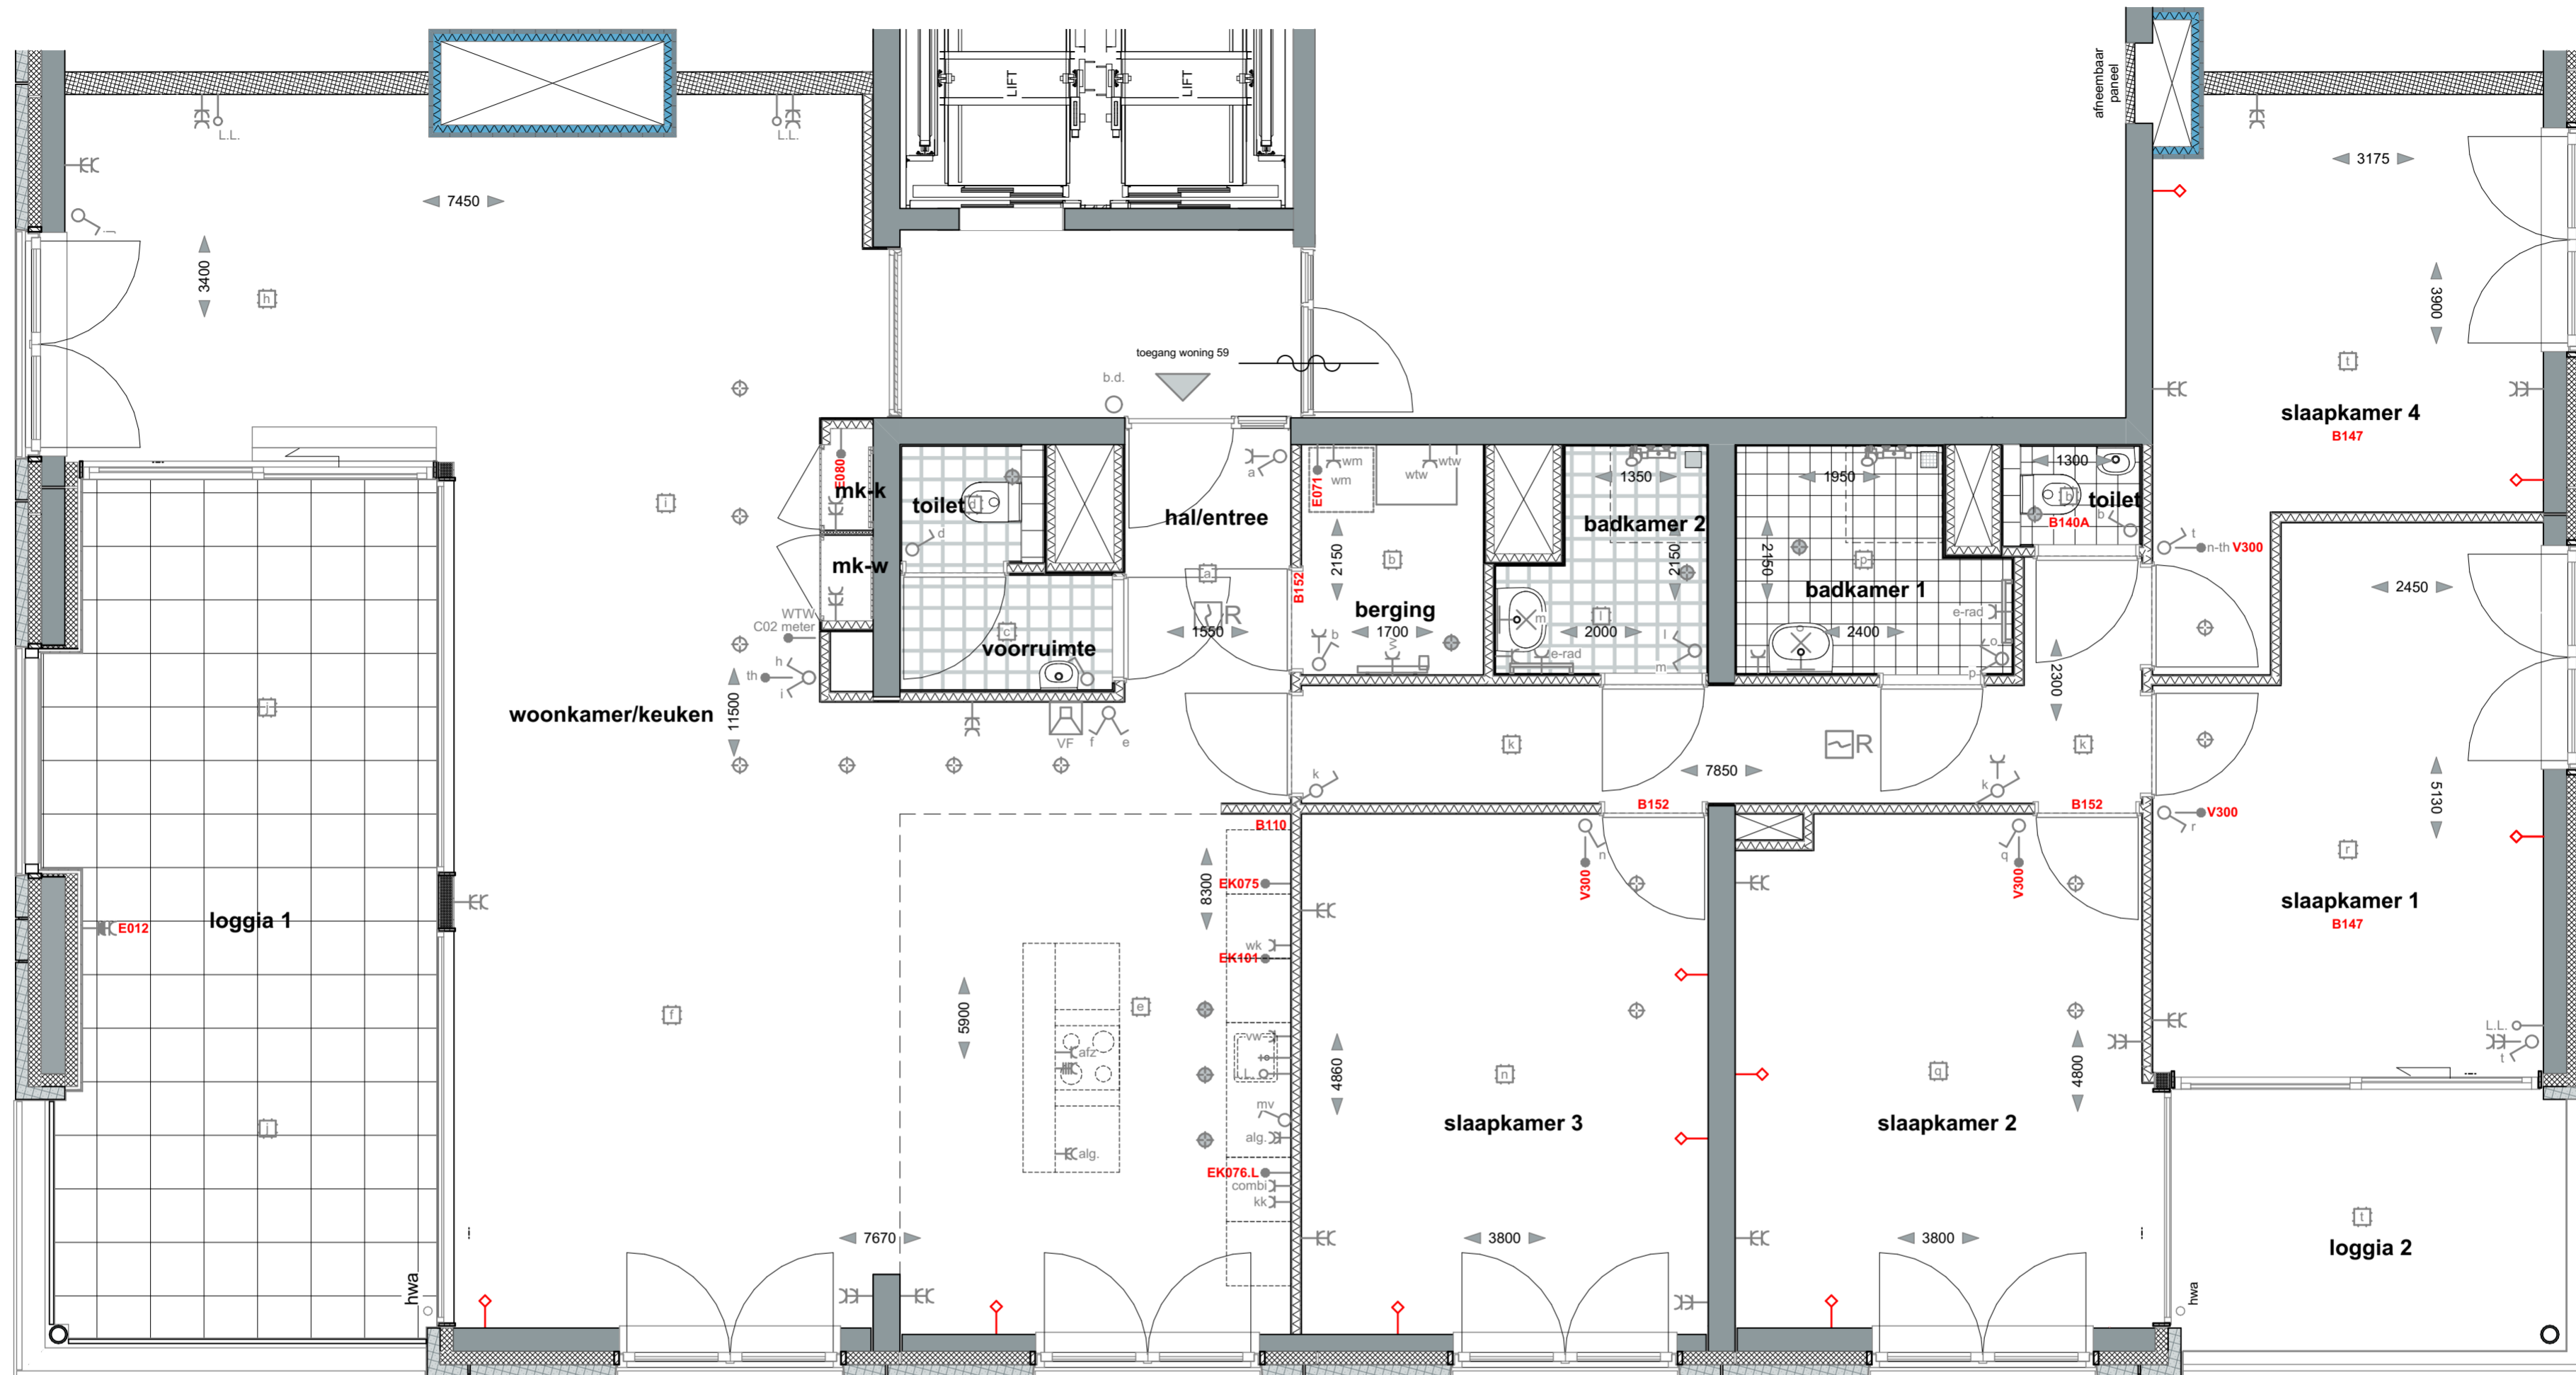 LIFT
LIFT
afneembaar
paneel
L.L.
L.L.
3175
7450
j
3400
h
3900
toegang woning 59
b.d.
t
slaapkamer 4
B147
E080
mk-k
i
toilet
d
d
hal/entree
a
E071
wm
wm
wtw
wtw
1350
badkamer 2
1950
1300
b
toilet
B140A
b
t
n-th V300
mk-w
a
R
B152
2150
b
berging
2150
2150
p
badkamer 1
e-rad
2450
WTW
C02 meter
c
voorruimte
1550
b
1700
vv
m
l
2000
e-rad
l
m
2400
o
p
2300
h
th
i
11500
woonkamer/keuken
j
VF
f
e
k
k
7850
R
k
k
B152
B152
B110
5130
V300
r
r
slaapkamer 1
B147
n
V300
q
V300
EK075
8300
loggia 1
E012
wk
EK101
f
5900
e
vw
afz
L.L.
4860
n
q
4800
L.L.
t
mv
alg.
alg.
slaapkamer 3
slaapkamer 2
j
EK076.L
combi
kk
t
loggia 2
7670
3800
3800
hwa
hwa